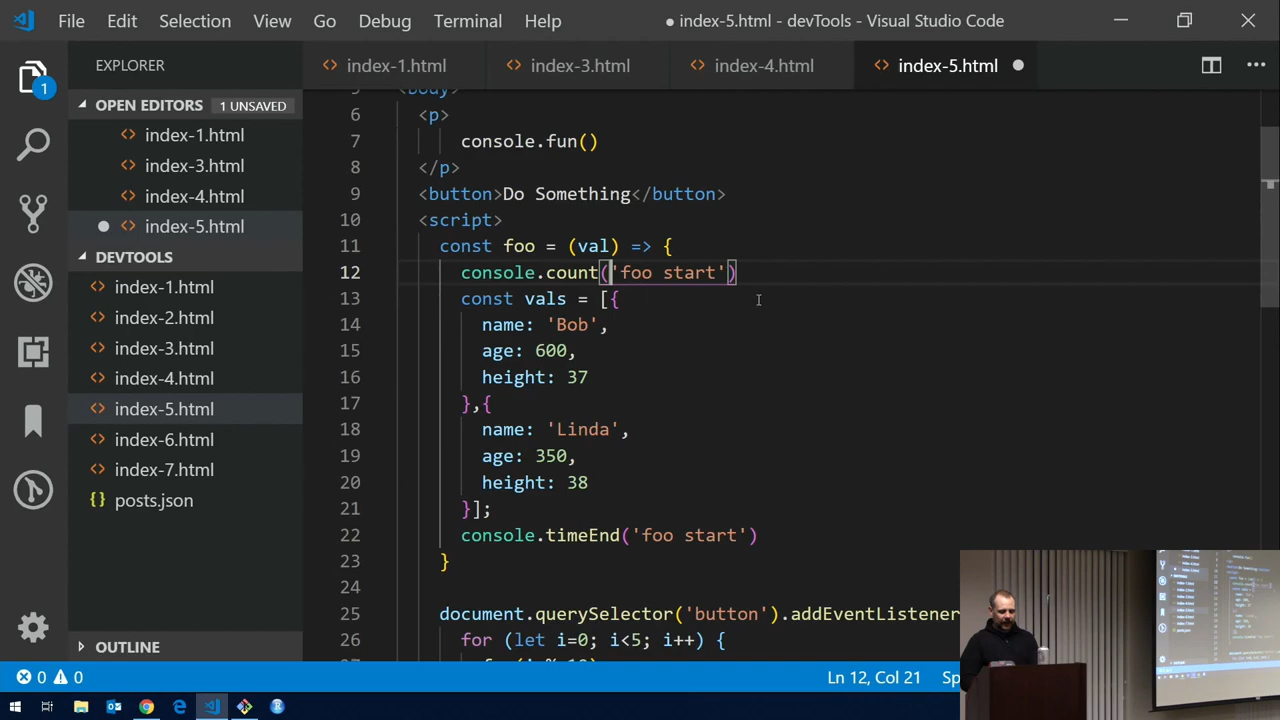 File Edit Selection View Go Debug Terminal Help
● index-5.html - devTools - Visual Studio Code
EXPLORER
index-1.html
index-3.html
index-4.html
index-5.html
1
OPEN EDITORS 1 UNSAVED
index-1.html
index-3.html
index-4.html
index-5.html
DEVTOOLS
index-1.html
index-2.html
index-3.html
index-4.html
index-5.html
index-6.html
index-7.html
posts.json
OUTLINE
5 <body>
6 <p>
7 console.fun()
8 </p>
9 <button>Do Something</button>
10 <script>
11 const foo = (val) => {
12 console.count('foo start')
13 const vals = [{
14 name: 'Bob',
15 age: 600,
16 height: 37
17 },{
18 name: 'Linda',
19 age: 350,
20 height: 38
21 }];
22 console.timeEnd('foo start')
23 }
24
25 document.querySelector('button').addEventListener
26 for (let i=0; i<5; i++) {
0 0
Ln 12, Col 21
Sp